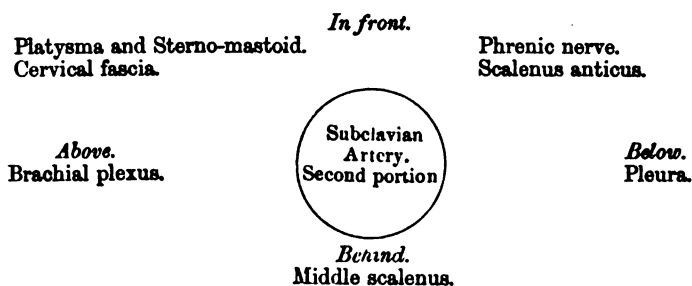 In front.
Platysma and Sterno-mastoid.
Cervical fascia.
Phrenic nerve.
Scalenus anticus.
Above.
Brachial plexus.
Subclavian
Artery.
Second portion
Below.
Pleura.
Behind.
Middle scalenus.